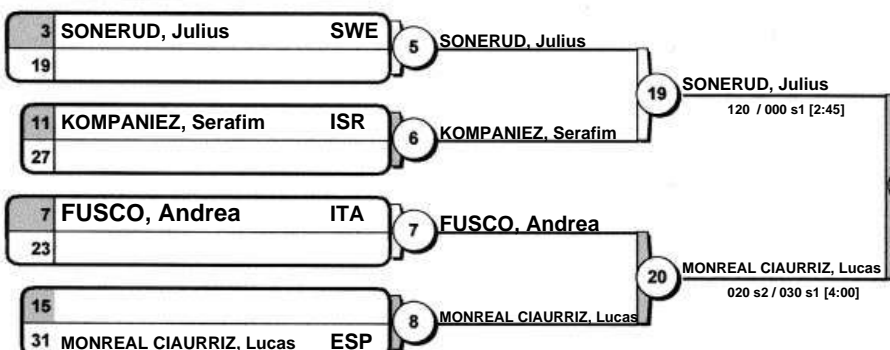 3 SONERUD, Julius SWE
19
5 SONERUD, Julius
11 KOMPANIEZ, Serafim ISR
27
6 KOMPANIEZ, Serafim
19 SONERUD, Julius
120 / 000 s1 [2:45]
7 FUSCO, Andrea ITA
23
7 FUSCO, Andrea
15
31 MONREAL CIAURRIZ, Lucas ESP
8 MONREAL CIAURRIZ, Lucas
20 MONREAL CIAURRIZ, Lucas
020 s2 / 030 s1 [4:00]